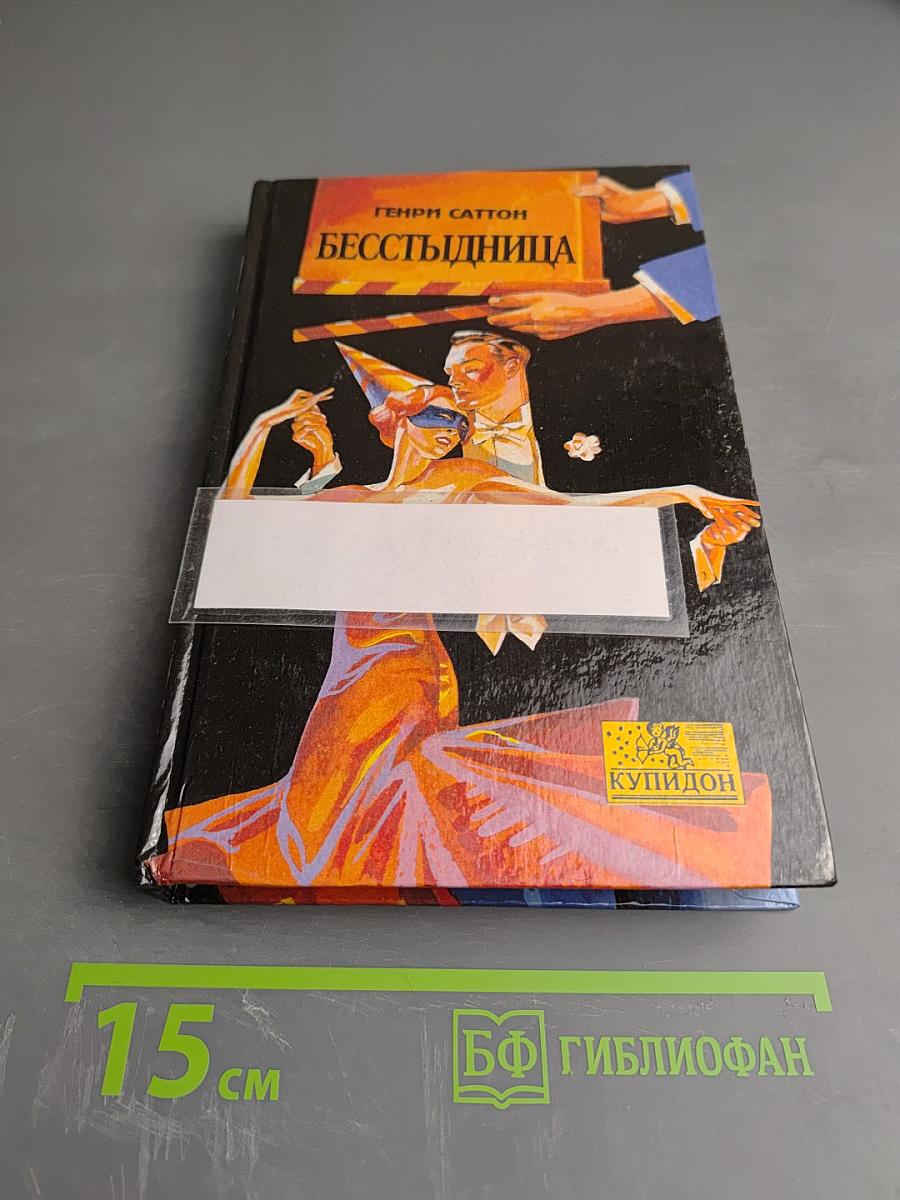 ГЕНРИ САТТОН
БЕССТЫДНИЦА
КУПИДОН
15 см
БФ ГИБЛИОФАН